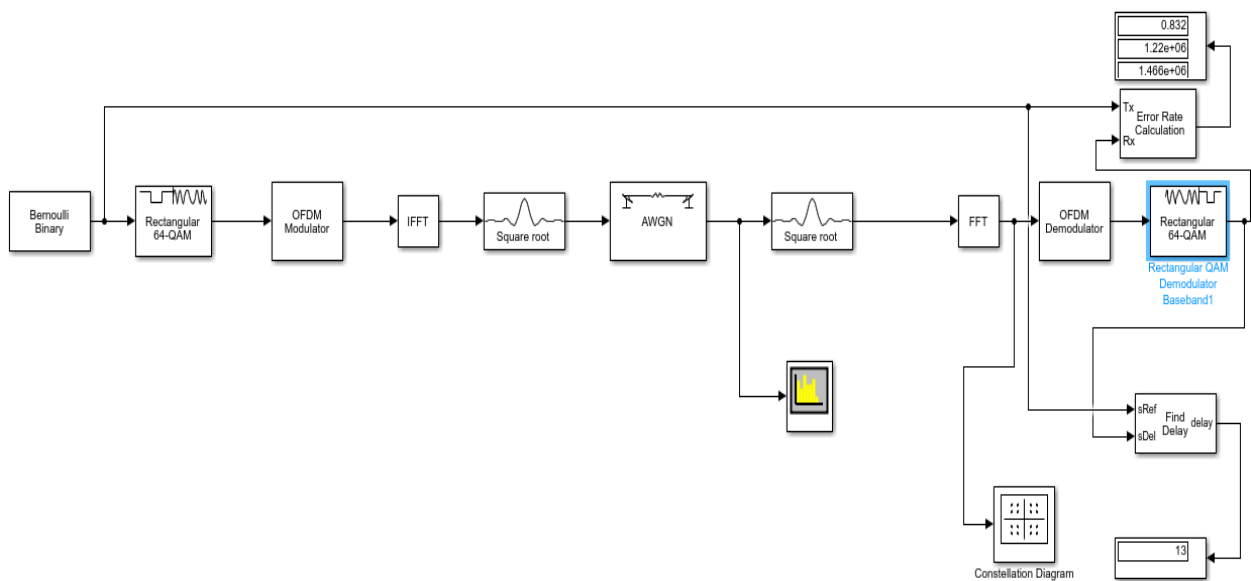 0.832
1.22e+06
1.466e+06
Tx
Error Rate
Calculation
Rx
Bernoulli
Binary
Rectangular
64-QAM
OFDM
Modulator
IFFT
Square root
AWGN
Square root
FFT
OFDM
Demodulator
Rectangular
64-QAM
Rectangular QAM
Demodulator
Baseband1
sRef
Find
Delay
delay
sDel
Constellation Diagram
13